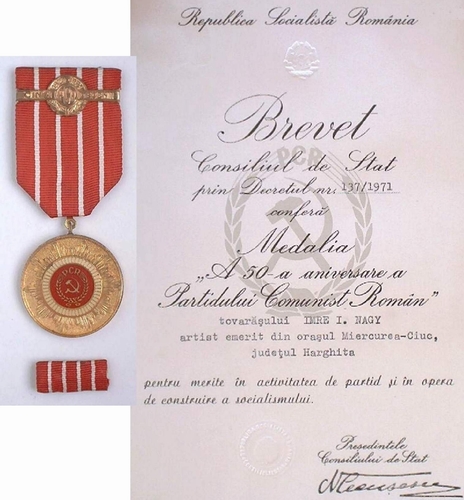 Republica Socialistă România
Brevet
PCR
Consiliul de Stat
prin Decretul nr. 137/1971
conferă
Medalia
„A 50-a aniversare a
Partidului Comunist Român”
tovarăşului IMRE I. NAGY
artist emerit din oraşul Miercurea-Ciuc,
judeţul Harghita
pentru merite în activitatea de partid şi în opera
de construire a socialismului.
Preşedintele
Consiliului de Stat
PCR